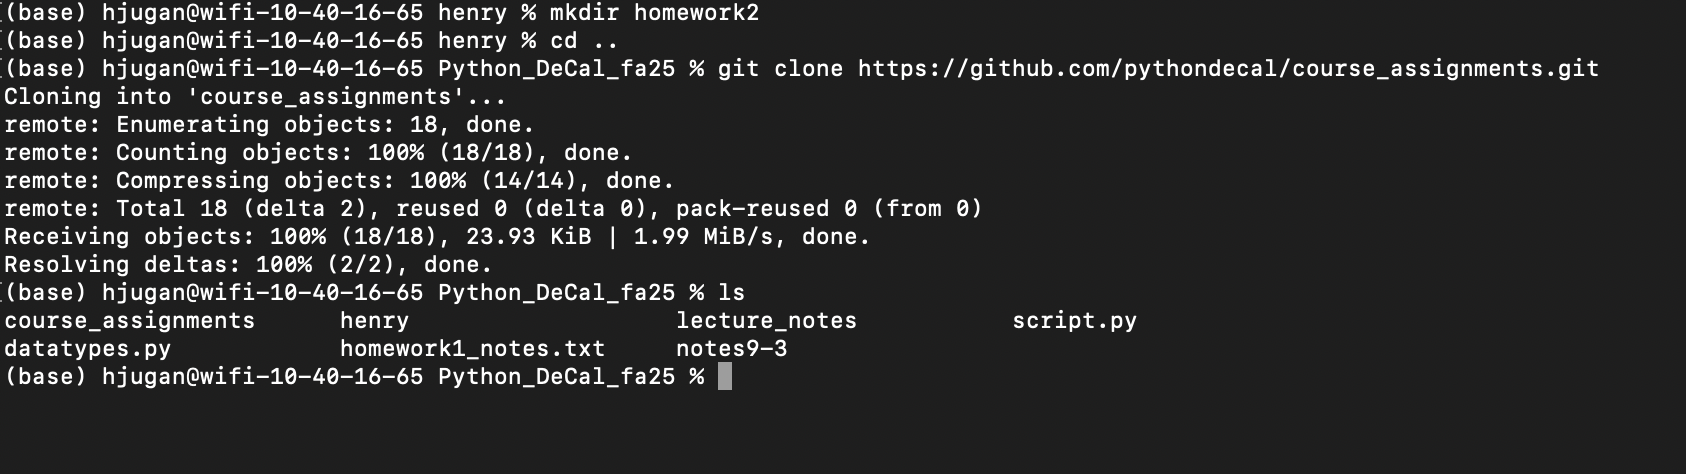 (base) hjugan@wifi-10-40-16-65 henry % mkdir homework2
(base) hjugan@wifi-10-40-16-65 henry % cd ..
(base) hjugan@wifi-10-40-16-65 Python_DeCal_fa25 % git clone https://github.com/pythondecal/course_assignments.git
Cloning into 'course_assignments'...
remote: Enumerating objects: 18, done.
remote: Counting objects: 100% (18/18), done.
remote: Compressing objects: 100% (14/14), done.
remote: Total 18 (delta 2), reused 0 (delta 0), pack-reused 0 (from 0)
Receiving objects: 100% (18/18), 23.93 KiB | 1.99 MiB/s, done.
Resolving deltas: 100% (2/2), done.
(base) hjugan@wifi-10-40-16-65 Python_DeCal_fa25 % ls
course_assignments      henry                   lecture_notes           script.py
datatypes.py            homework1_notes.txt     notes9-3
(base) hjugan@wifi-10-40-16-65 Python_DeCal_fa25 %